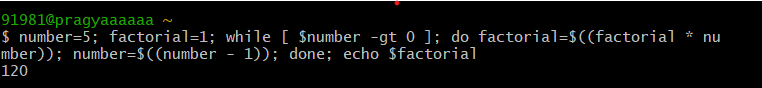 91981@pragyaaaaaa ~
$ number=5; factorial=1; while [ $number -gt 0 ]; do factorial=$((factorial * nu
mber)); number=$((number - 1)); done; echo $factorial
120